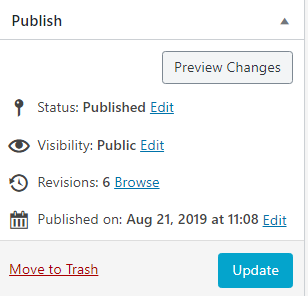 Publish
Preview Changes
Status: Published Edit
Visibility: Public Edit
Revisions: 6 Browse
Published on: Aug 21, 2019 at 11:08 Edit
Move to Trash
Update